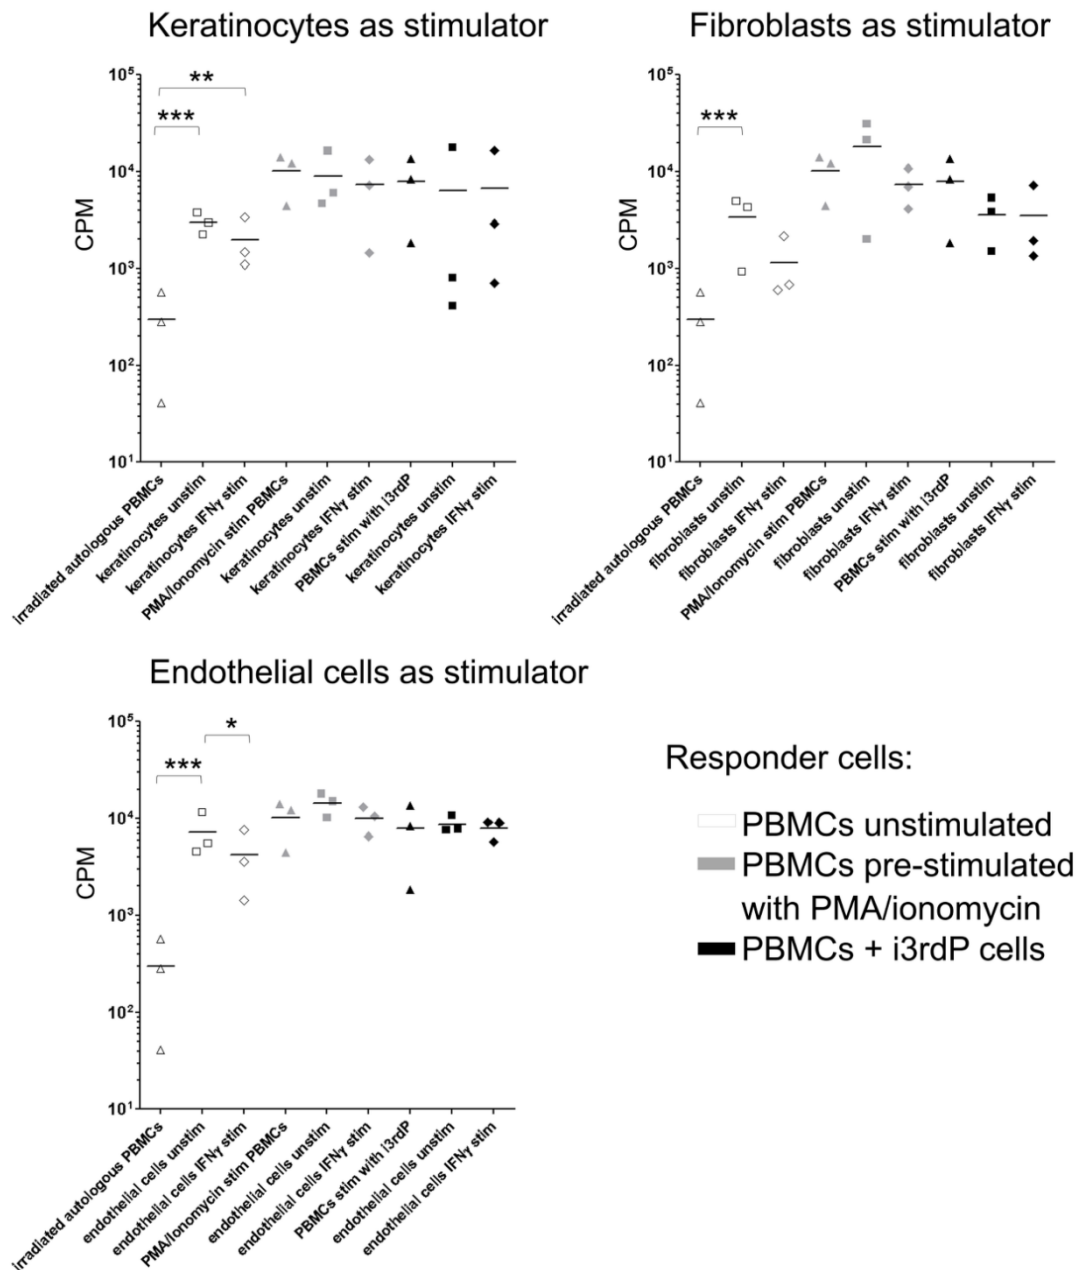 Keratinocytes as stimulator
CPM
10^5
10^4
10^3
10^2
10^1
**
***
irradiated autologous PBMCs
keratinocytes unstim
keratinocytes IFNγ stim
PMA/Ionomycin stim PBMCs
keratinocytes unstim
keratinocytes IFNγ stim
PBMCs stim with i3rdP
keratinocytes unstim
keratinocytes IFNγ stim
Fibroblasts as stimulator
CPM
10^5
10^4
10^3
10^2
10^1
***
irradiated autologous PBMCs
fibroblasts unstim
fibroblasts IFNγ stim
PMA/Ionomycin stim PBMCs
fibroblasts unstim
fibroblasts IFNγ stim
PBMCs stim with i3rdP
fibroblasts unstim
fibroblasts IFNγ stim
Endothelial cells as stimulator
CPM
10^5
10^4
10^3
10^2
10^1
*
***
irradiated autologous PBMCs
endothelial cells unstim
endothelial cells IFNγ stim
PMA/Ionomycin stim PBMCs
endothelial cells unstim
endothelial cells IFNγ stim
PBMCs stim with i3rdP
endothelial cells unstim
endothelial cells IFNγ stim
Responder cells:
PBMCs unstimulated
PBMCs pre-stimulated
with PMA/ionomycin
PBMCs + i3rdP cells